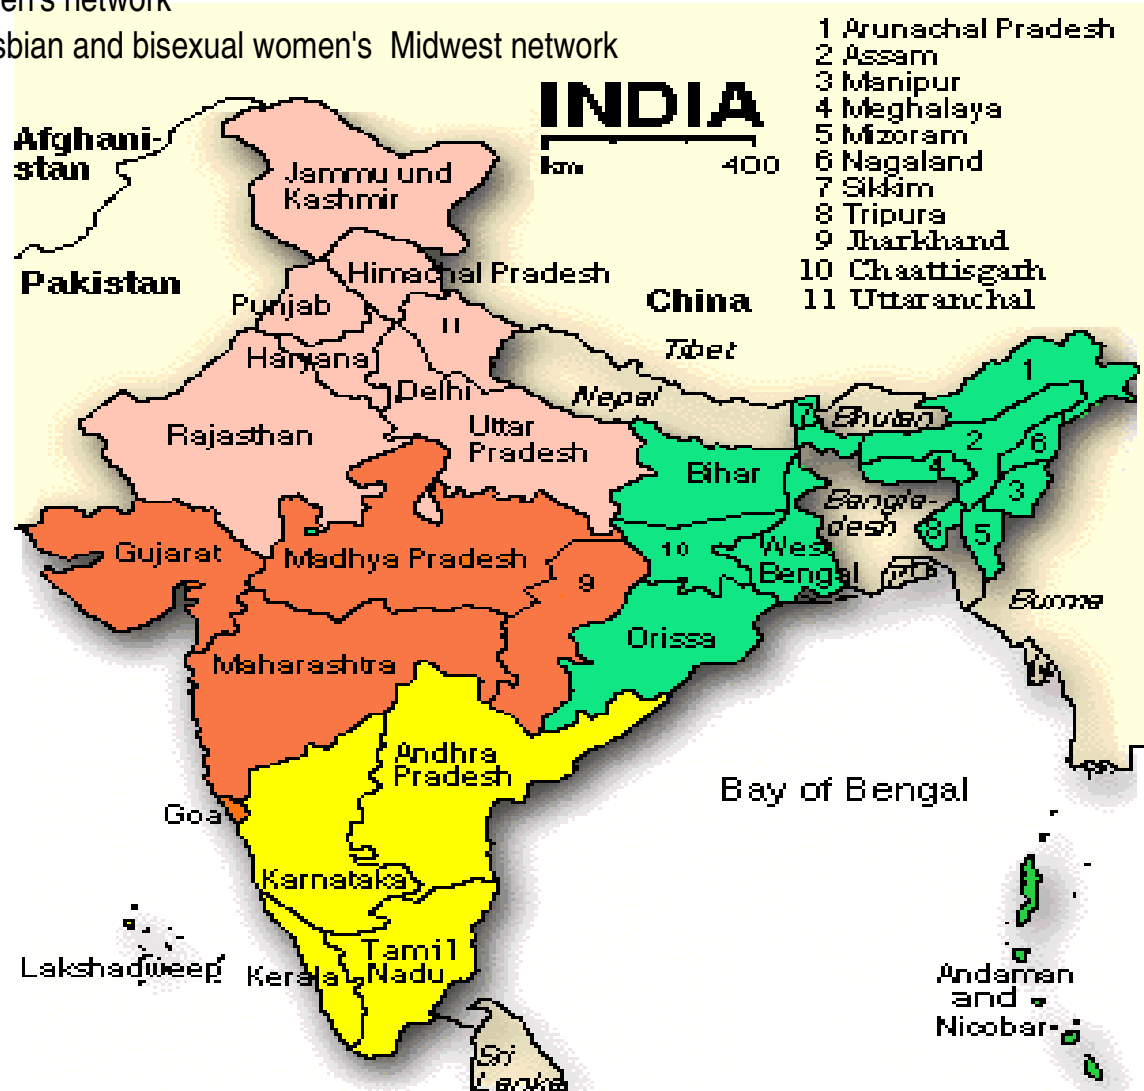 en's network
sbian and bisexual women's Midwest network
INDIA
km 400
1 Arunachal Pradesh
2 Assam
3 Manipur
4 Meghalaya
5 Mizoram
6 Nagaland
7 Sikkim
8 Tripura
9 Jharkhand
10 Chaattisgarh
11 Uttaranchal
Afghani-
stan
Pakistan
Jammu und
Kashmir
Himachal Pradesh
Punjab
11
Haryana
Delhi
China
Tibet
Nepal
Bhutan
Rajasthan
Uttar
Pradesh
Bihar
7
1
2
6
4
3
8
5
Bangla-
desh
Gujarat
Madhya Pradesh
9
10
West
Bengal
Burma
Orissa
Maharashtra
Andhra
Pradesh
Goa
Bay of Bengal
Karnataka
Lakshadweep
Kerala
Tamil
Nadu
Andaman
and
Nicobar
Sri
Lanka